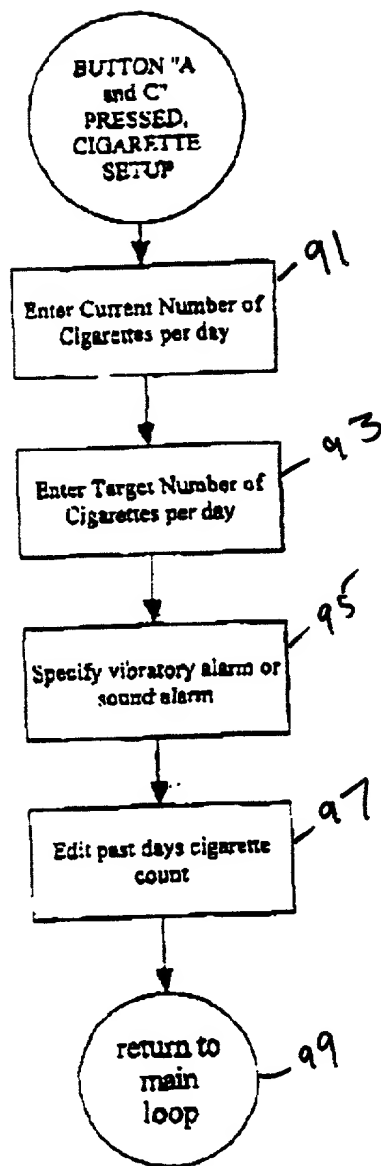 BUTTON "A
and C"
PRESSED,
CIGARETTE
SETUP
91
Enter Current Number of
Cigarettes per day
93
Enter Target Number of
Cigarettes per day
95
Specify vibratory alarm or
sound alarm
97
Edit past days cigarette
count
return to
main
loop
99